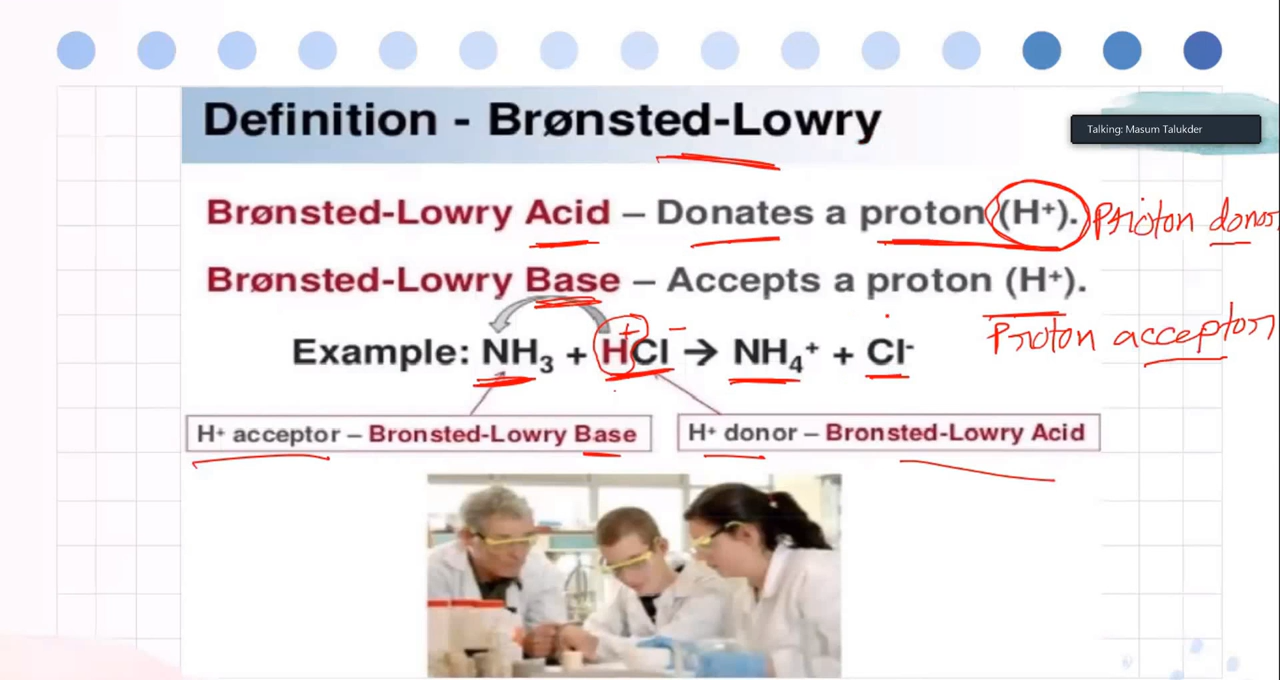 Definition - Brønsted-Lowry
Talking: Masum Talukder
Brønsted-Lowry Acid – Donates a proton (H⁺). Proton donor
Brønsted-Lowry Base – Accepts a proton (H⁺).
Proton acceptor
+ −
Example: NH₃ + HCl → NH₄⁺ + Cl⁻
H⁺ acceptor – Bronsted-Lowry Base
H⁺ donor – Bronsted-Lowry Acid